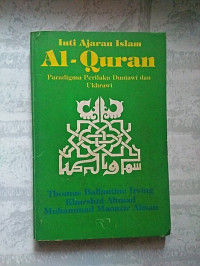 Inti Ajaran Islam
Al-Quran
Paradigma Perilaku Duniawi dan
Ukhrawi
Thomas Ballantine Irving
Khurshid Ahmad
Muhammad Manazir Ahsan